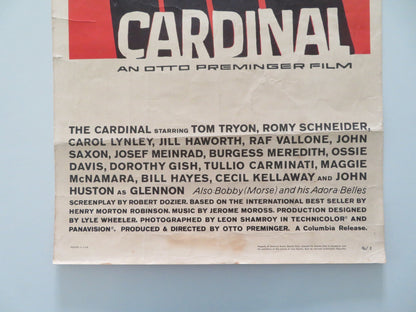 CARDINAL
AN OTTO PREMINGER FILM
THE CARDINAL STARRING TOM TRYON, ROMY SCHNEIDER,
CAROL LYNLEY, JILL HAWORTH, RAF VALLONE, JOHN
SAXON, JOSEF MEINRAD, BURGESS MEREDITH, OSSIE
DAVIS, DOROTHY GISH, TULLIO CARMINATI, MAGGIE
McNAMARA, BILL HAYES, CECIL KELLAWAY and JOHN
HUSTON AS GLENNON Also Bobby (Morse) and his Adora-Belles
SCREENPLAY BY ROBERT DOZIER. BASED ON THE INTERNATIONAL BEST SELLER BY
HENRY MORTON ROBINSON. MUSIC BY JEROME MOROSS. PRODUCTION DESIGNED
BY LYLE WHEELER. PHOTOGRAPHED BY LEON SHAMROY IN TECHNICOLOR® AND
PANAVISION®. PRODUCED & DIRECTED BY OTTO PREMINGER. A Columbia Release.